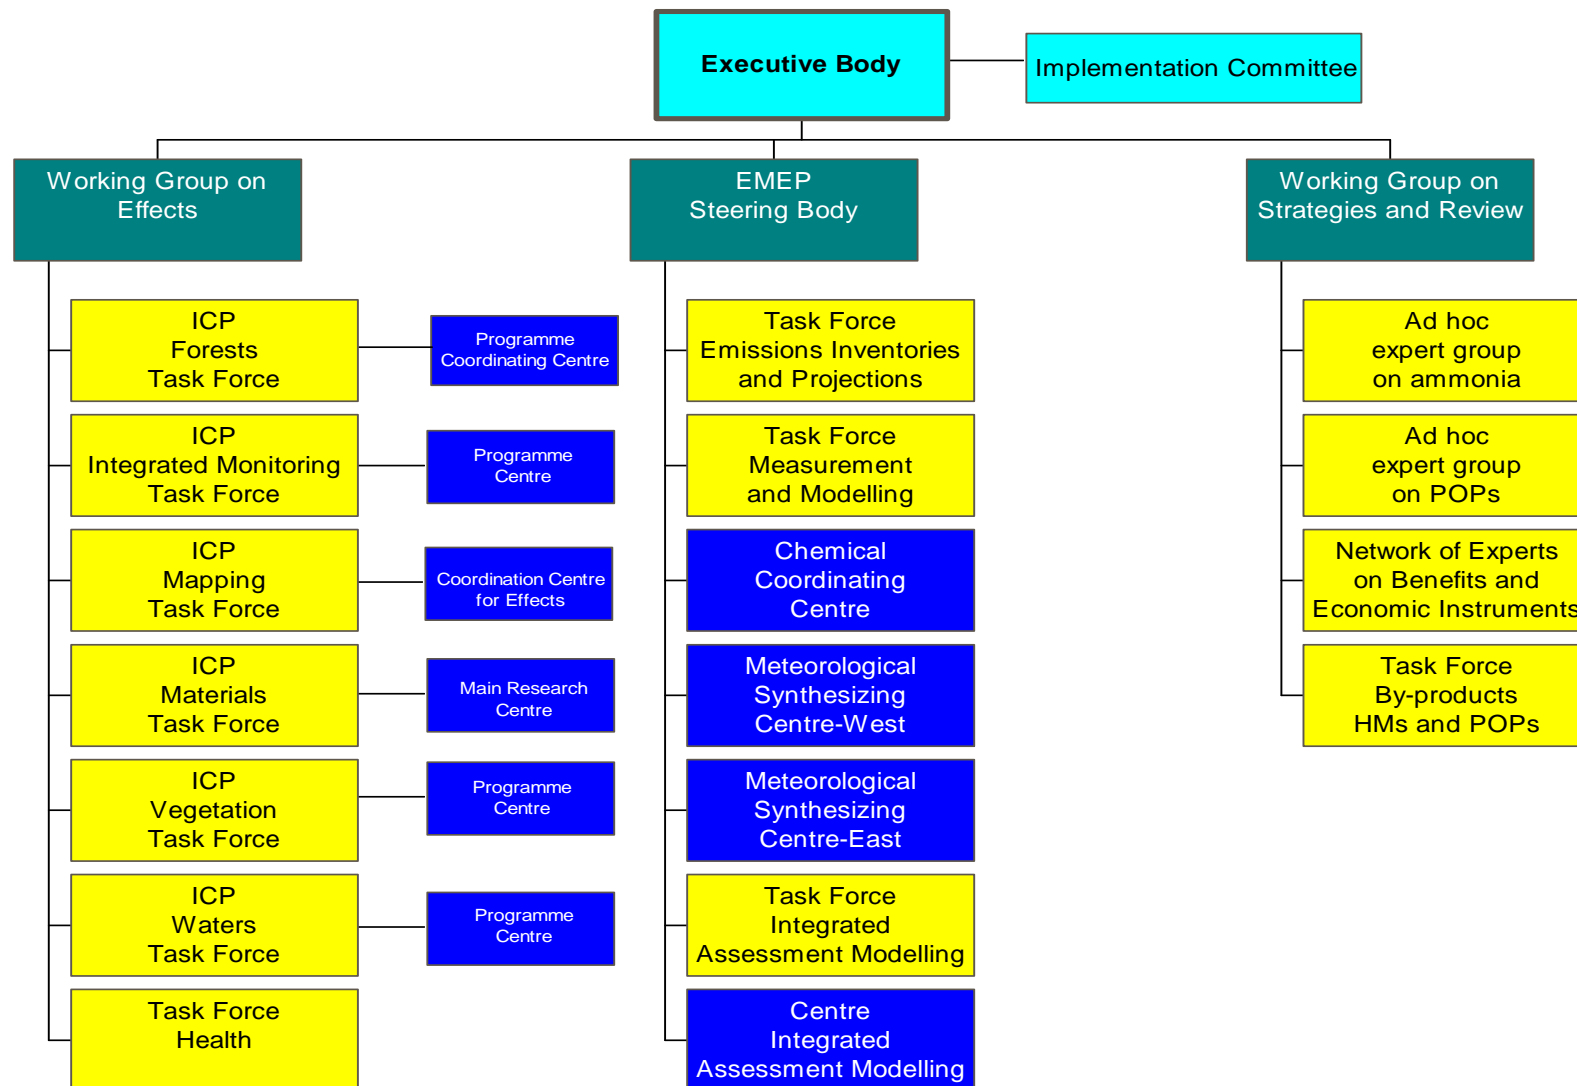 Executive Body
Implementation Committee
Working Group on
Effects
EMEP
Steering Body
Working Group on
Strategies and Review
ICP
Forests
Task Force
Programme
Coordinating Centre
ICP
Integrated Monitoring
Task Force
Programme
Centre
ICP
Mapping
Task Force
Coordination Centre
for Effects
ICP
Materials
Task Force
Main Research
Centre
ICP
Vegetation
Task Force
Programme
Centre
ICP
Waters
Task Force
Programme
Centre
Task Force
Health
Task Force
Emissions Inventories
and Projections
Task Force
Measurement
and Modelling
Chemical
Coordinating
Centre
Meteorological
Synthesizing
Centre-West
Meteorological
Synthesizing
Centre-East
Task Force
Integrated
Assessment Modelling
Centre
Integrated
Assessment Modelling
Ad hoc
expert group
on ammonia
Ad hoc
expert group
on POPs
Network of Experts
on Benefits and
Economic Instruments
Task Force
By-products
HMs and POPs